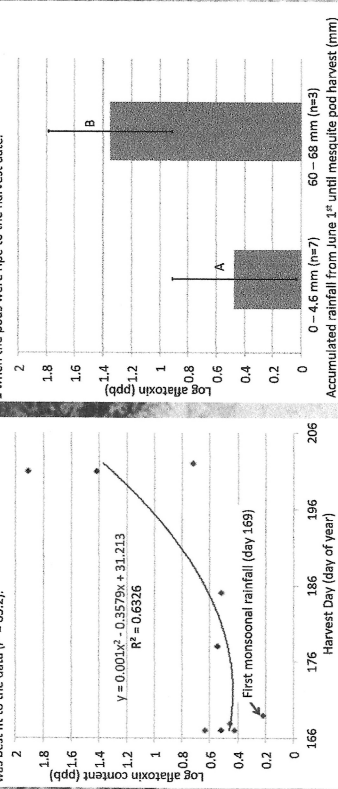 was best fit to the data (r² = 63.2).
Log aflatoxin content (ppb)
2
1.8
1.6
1.4
1.2
1
0.8
0.6
0.4
0.2
0
y = 0.001x² - 0.3579x + 31.213
R² = 0.6326
First monsoonal rainfall (day 169)
166 176 186 196 206
Harvest Day (day of year)
when the pods were ripe to the harvest date.
Log aflatoxin (ppb)
2
1.8
1.6
1.4
1.2
1
0.8
0.6
0.4
0.2
0
A
B
0 – 4.6 mm (n=7) 60 – 68 mm (n=3)
Accumulated rainfall from June 1st until mesquite pod harvest (mm)